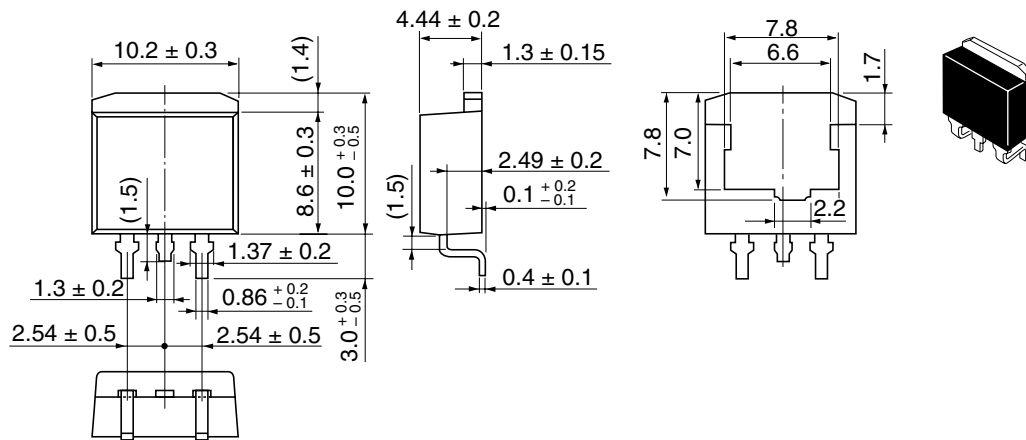 10.2 ± 0.3
(1.4)
8.6 ± 0.3
10.0 +0.3 −0.5
(1.5)
1.37 ± 0.2
1.3 ± 0.2
0.86 +0.2 −0.1
3.0 +0.3 −0.5
2.54 ± 0.5
2.54 ± 0.5
4.44 ± 0.2
1.3 ± 0.15
2.49 ± 0.2
(1.5)
0.1 +0.2 −0.1
0.4 ± 0.1
7.8
6.6
1.7
7.8
7.0
2.2